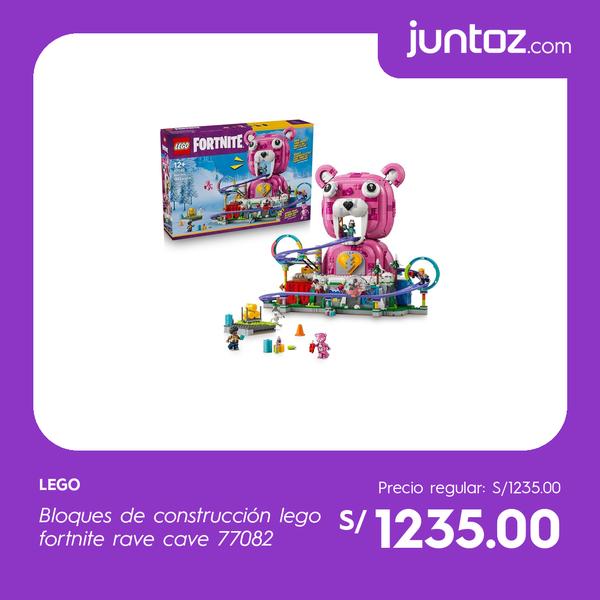 juntoz.com
LEGO FORTNITE
12+
LEGO
Precio regular: S/1235.00
Bloques de construcción lego
fortnite rave cave 77082
S/1235.00